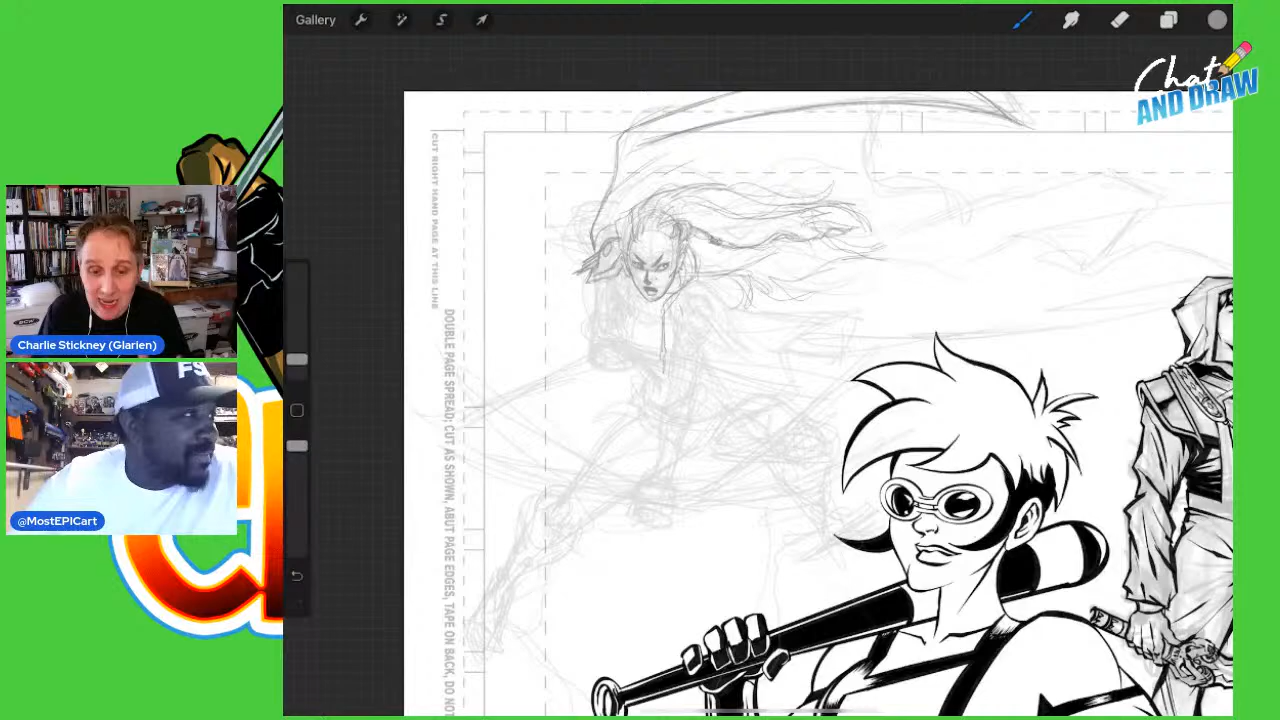 Gallery
Chat
AND DRAW
CUT RIGHT HAND PAGE AT THIS LINE
DOUBLE PAGE SPREAD; CUT AS SHOWN, ABUT PAGE EDGES, TAPE ON BACK, DO NOT
FS
Charlie Stickney (Glarien)
@MostEPICart